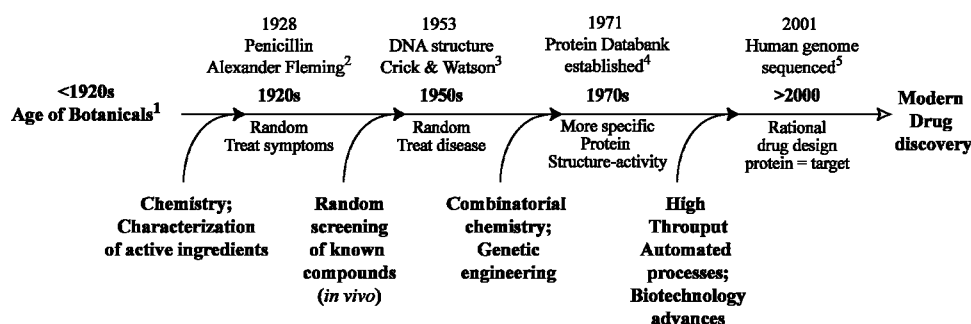 1928
Penicillin
Alexander Fleming²
1953
DNA structure
Crick & Watson³
1971
Protein Databank
established⁴
2001
Human genome
sequenced⁵
<1920s
Age of Botanicals¹
1920s
1950s
1970s
>2000
Modern
Drug
discovery
Random
Treat symptoms
Random
Treat disease
More specific
Protein
Structure-activity
Rational
drug design
protein = target
Chemistry;
Characterization
of active ingredients
Random
screening
of known
compounds
(in vivo)
Combinatorial
chemistry;
Genetic
engineering
High
Throuput
Automated
processes;
Biotechnology
advances